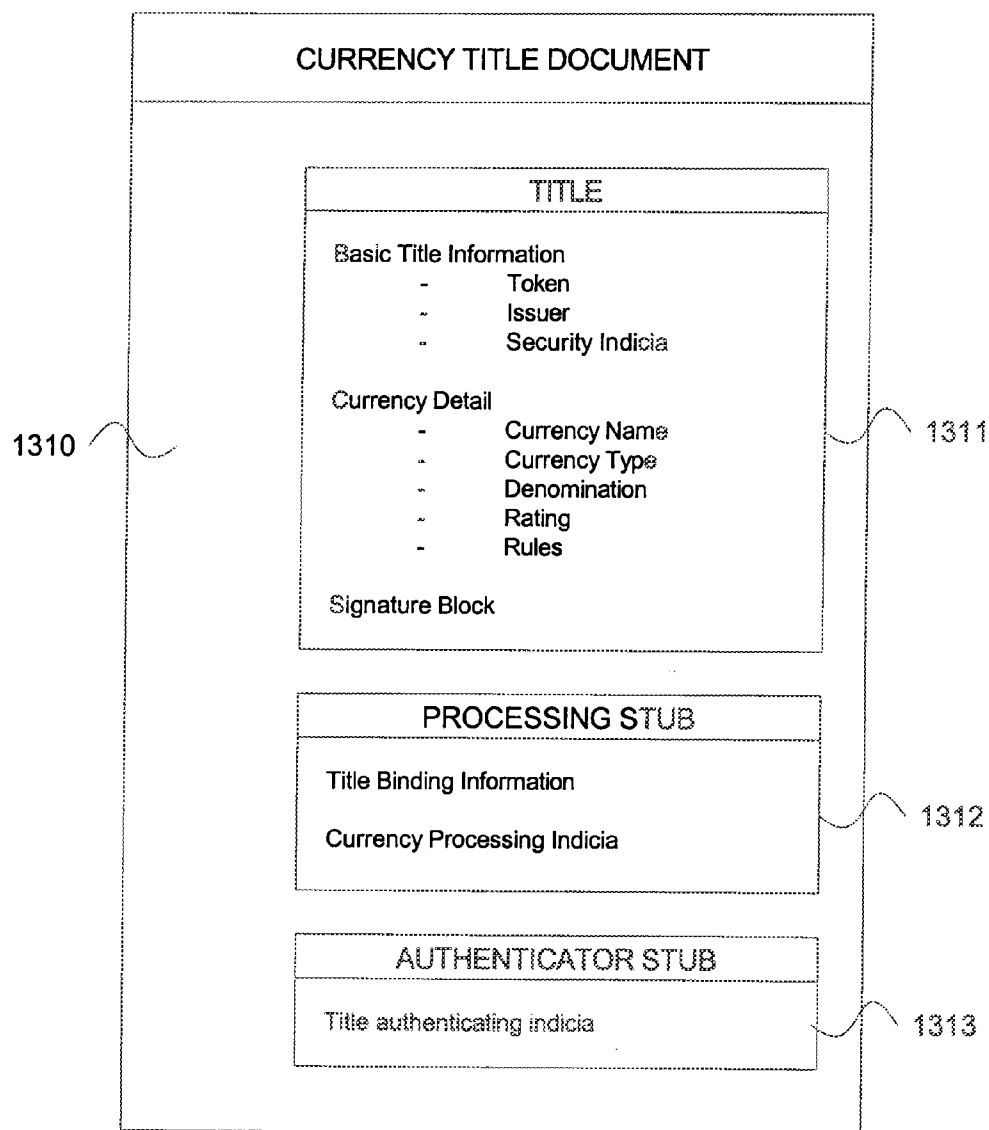 CURRENCY TITLE DOCUMENT
TITLE
Basic Title Information
- Token
- Issuer
- Security Indicia
Currency Detail
- Currency Name
- Currency Type
- Denomination
- Rating
- Rules
Signature Block
1310
1311
PROCESSING STUB
Title Binding Information
Currency Processing Indicia
1312
AUTHENTICATOR STUB
Title authenticating indicia
1313